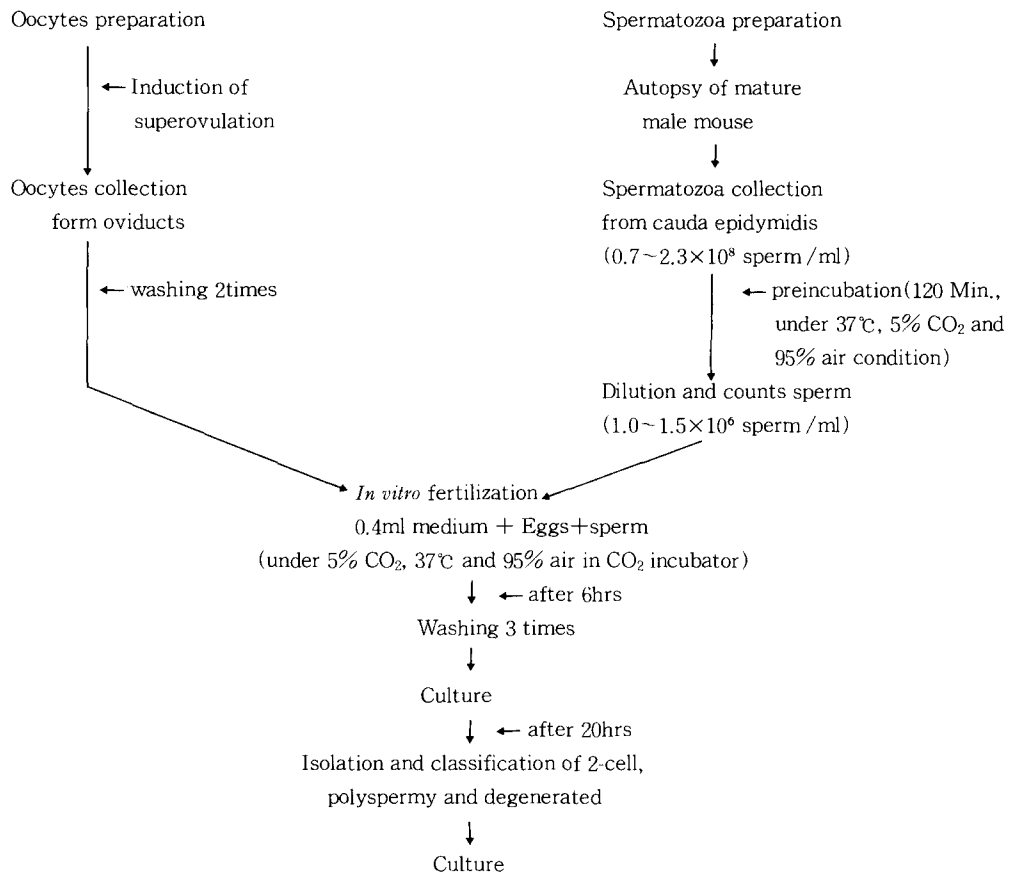 Oocytes preparation
Induction of
superovulation
Oocytes collection
form oviducts
washing 2times
Spermatozoa preparation
Autopsy of mature
male mouse
Spermatozoa collection
from cauda epidymidis
(0.7~2.3×10⁸ sperm/ml)
preincubation(120 Min.,
under 37℃, 5% CO₂ and
95% air condition)
Dilution and counts sperm
(1.0~1.5×10⁶ sperm/ml)
In vitro fertilization
0.4ml medium + Eggs+sperm
(under 5% CO₂, 37℃ and 95% air in CO₂ incubator)
after 6hrs
Washing 3 times
Culture
after 20hrs
Isolation and classification of 2-cell,
polyspermy and degenerated
Culture